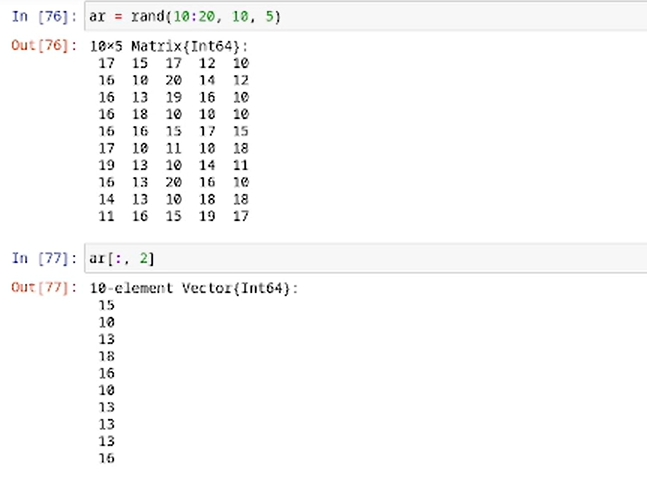 In [76]: ar = rand(10:20, 10, 5)
Out[76]: 10×5 Matrix{Int64}:
17 15 17 12 10
16 10 20 14 12
16 13 19 16 10
16 18 10 10 10
16 16 15 17 15
17 10 11 10 18
19 13 10 14 11
16 13 20 16 10
14 13 10 18 18
11 16 15 19 17
In [77]: ar[:, 2]
Out[77]: 10-element Vector{Int64}:
15
10
13
18
16
10
13
13
13
16